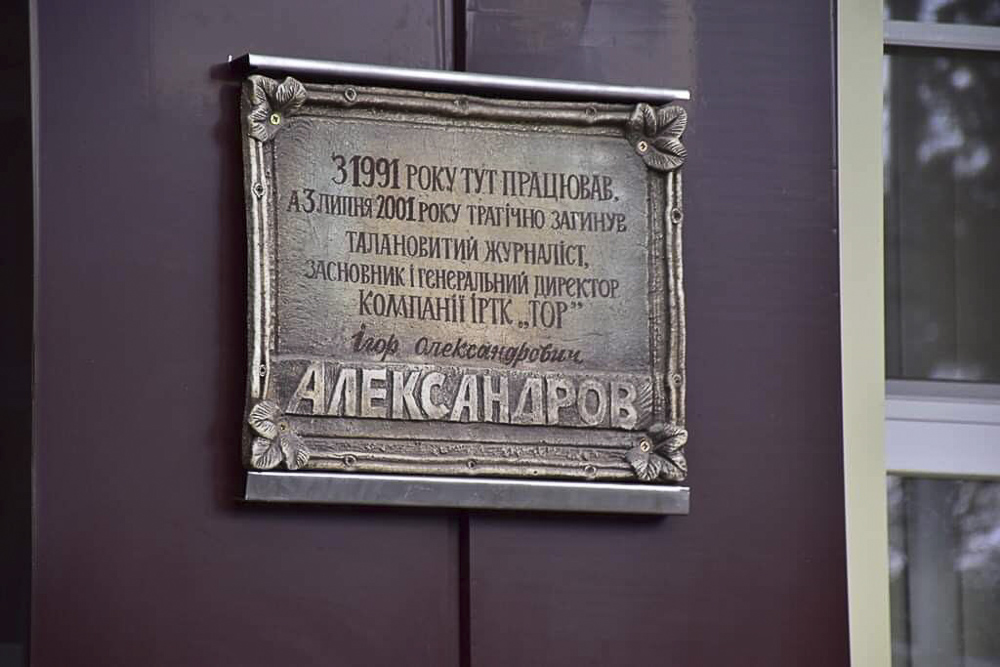 З 1991 РОКУ ТУТ ПРАЦЮВАВ,
А 3 ЛИПНЯ 2001 РОКУ ТРАГІЧНО ЗАГИНУВ
ТАЛАНОВИТИЙ ЖУРНАЛІСТ,
ЗАСНОВНИК І ГЕНЕРАЛЬНИЙ ДИРЕКТОР
КОМПАНІЇ ІРТК „ТОР”
Ігор Олександрович
АЛЕКСАНДРОВ